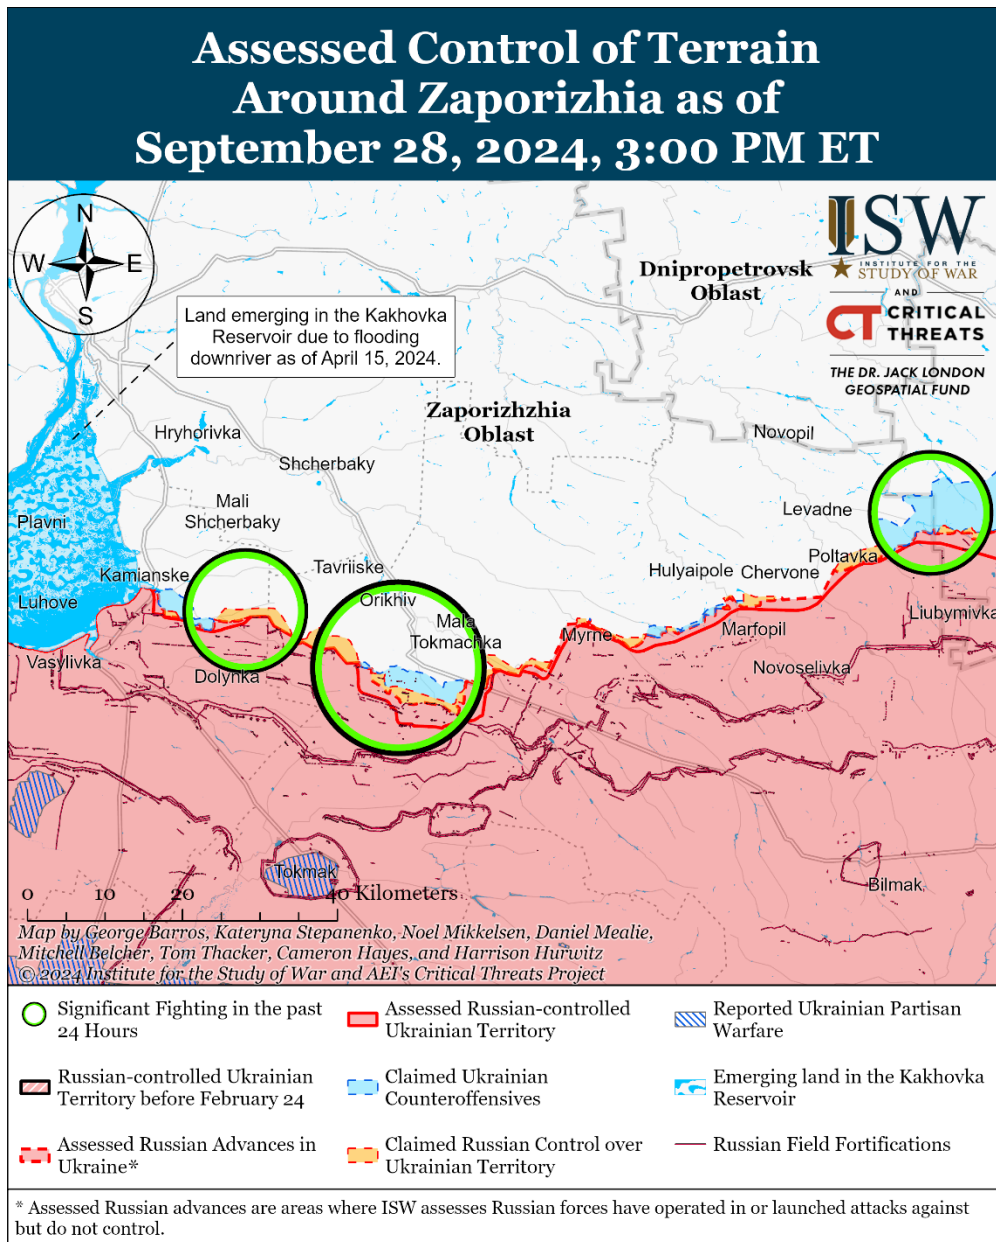 Assessed Control of Terrain
Around Zaporizhia as of
September 28, 2024, 3:00 PM ET
N
W
E
S
ISW
INSTITUTE FOR THE
STUDY OF WAR
AND
CT CRITICAL
THREATS
THE DR. JACK LONDON
GEOSPATIAL FUND
Dnipropetrovsk
Oblast
Land emerging in the Kakhovka
Reservoir due to flooding
downriver as of April 15, 2024.
Zaporizhzhia
Oblast
Hryhorivka
Novopil
Shcherbaky
Mali
Shcherbaky
Levadne
Plavni
Poltavka
Tavriiske
Kamianske
Hulyaipole
Chervone
Luhove
Orikhiv
Liubymivka
Mala
Tokmachka
Myrne
Marfopil
Vasylivka
Dolynka
Novoselivka
Tokmak
Bilmak
0 10 20 40 Kilometers
Map by George Barros, Kateryna Stepanenko, Noel Mikkelsen, Daniel Mealie,
Mitchell Belcher, Tom Thacker, Cameron Hayes, and Harrison Hurwitz
© 2024 Institute for the Study of War and AEI's Critical Threats Project
Significant Fighting in the past
24 Hours
Assessed Russian-controlled
Ukrainian Territory
Reported Ukrainian Partisan
Warfare
Russian-controlled Ukrainian
Territory before February 24
Claimed Ukrainian
Counteroffensives
Emerging land in the Kakhovka
Reservoir
Assessed Russian Advances in
Ukraine*
Claimed Russian Control over
Ukrainian Territory
Russian Field Fortifications
* Assessed Russian advances are areas where ISW assesses Russian forces have operated in or launched attacks against
but do not control.